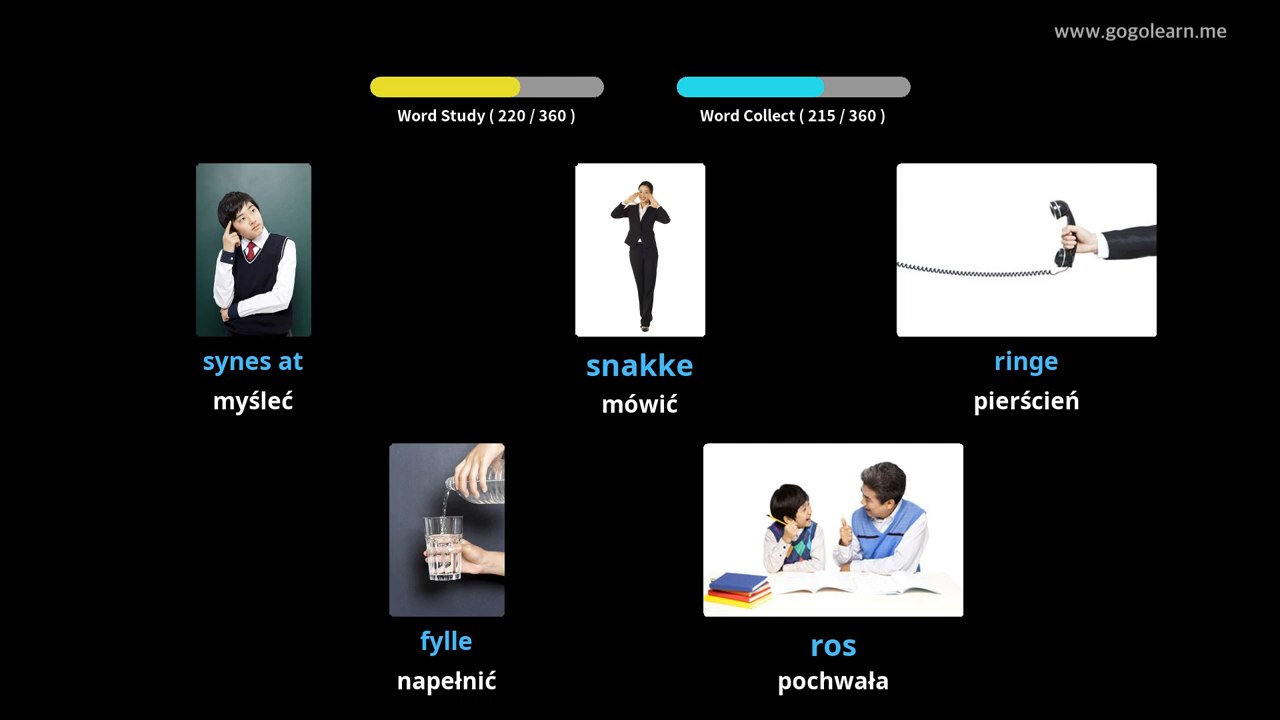 www.gogolearn.me
Word Study ( 220 / 360 )
Word Collect ( 215 / 360 )
synes at
myśleć
snakke
mówić
ringe
pierścień
fylle
napełnić
ros
pochwała